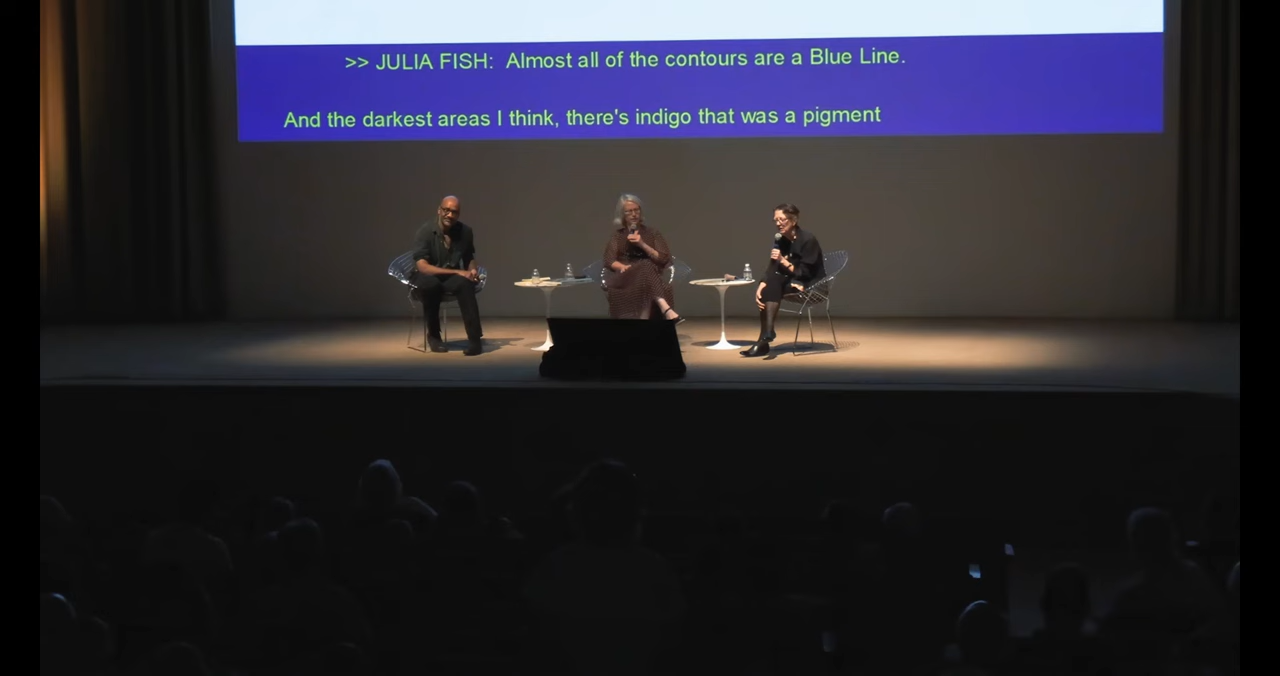 >> JULIA FISH: Almost all of the contours are a Blue Line.
And the darkest areas I think, there's indigo that was a pigment